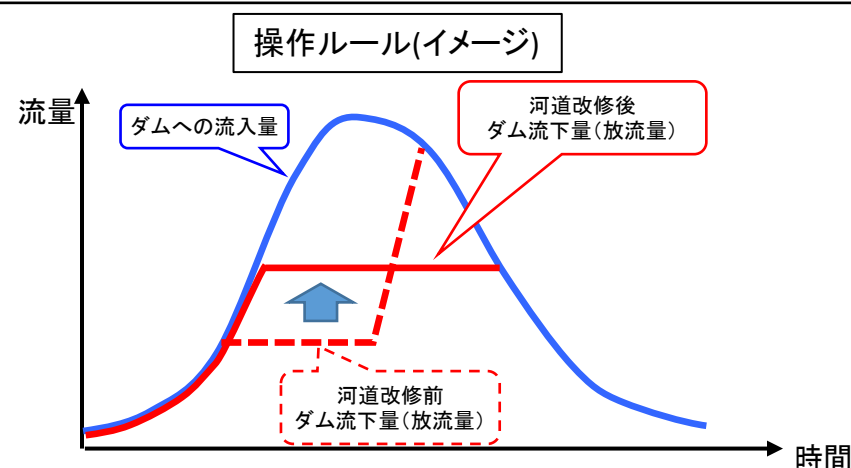 操作ルール(イメージ)
流量
ダムへの流入量
河道改修後
ダム流下量(放流量)
河道改修前
ダム流下量(放流量)
時間